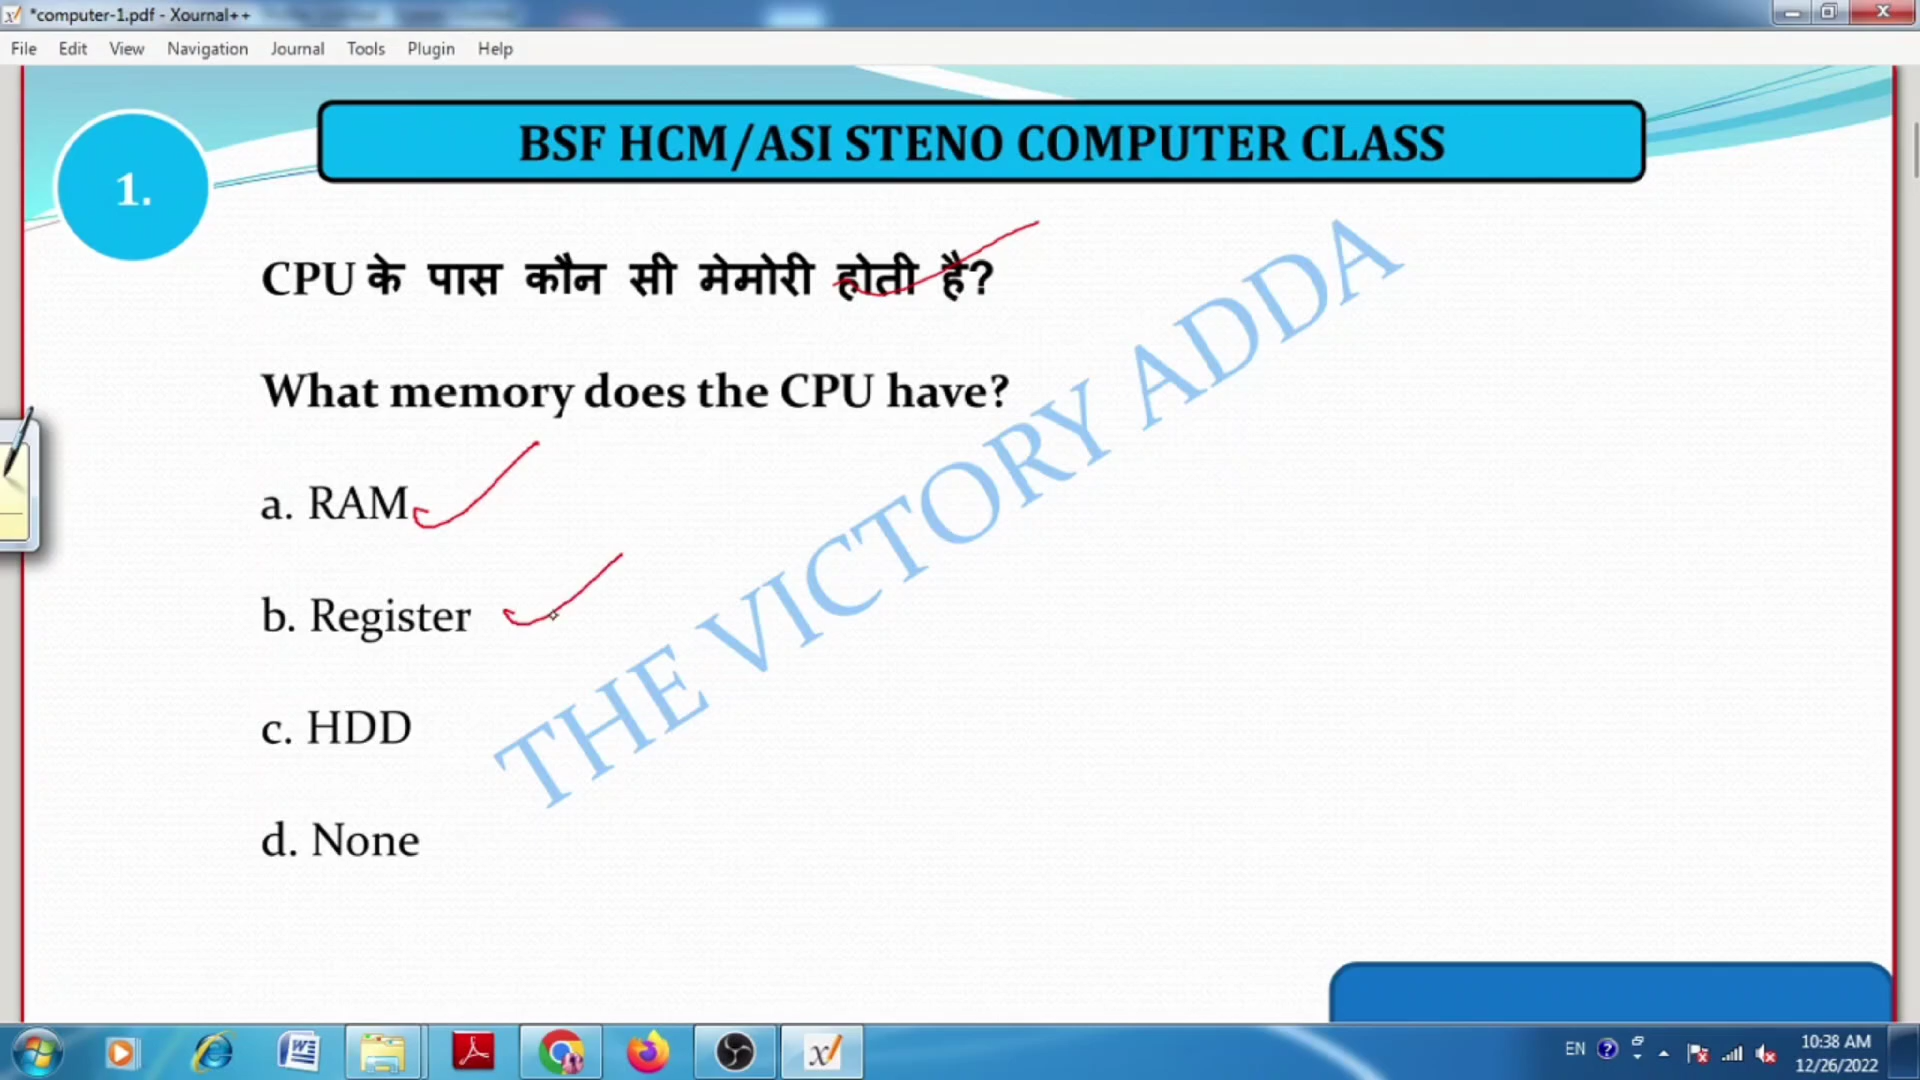 *computer-1.pdf - Xournal++
File Edit View Navigation Journal Tools Plugin Help
BSF HCM/ASI STENO COMPUTER CLASS
1.
CPU के पास कौन सी मेमोरी होती है?
What memory does the CPU have?
a. RAM
b. Register
c. HDD
d. None
THE VICTORY ADDA
EN
10:38 AM
12/26/2022